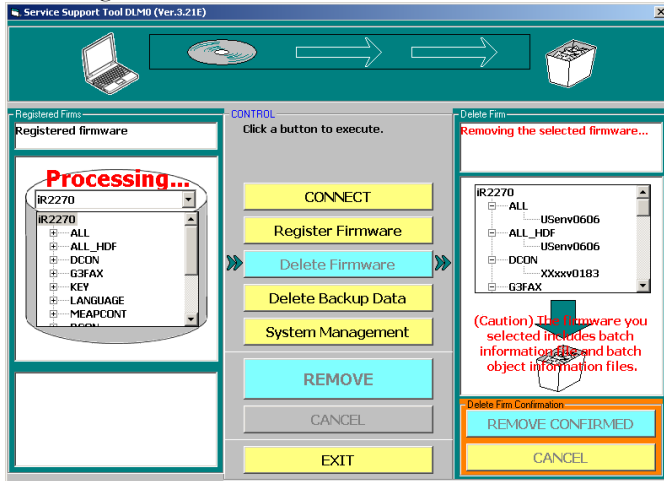 Service Support Tool DLM0 (Ver.3.21E)
Registered Firms
Registered firmware
Processing...
iR2270
iR2270
ALL
ALL_HDF
DCON
G3FAX
KEY
LANGUAGE
MEAPCONT
CONTROL
Click a button to execute.
CONNECT
Register Firmware
Delete Firmware
Delete Backup Data
System Management
REMOVE
CANCEL
EXIT
Delete Firm
Removing the selected firmware...
iR2270
ALL
USenv0606
ALL_HDF
USenv0606
DCON
XXxxv0183
G3FAX
(Caution) The firmware you
selected includes batch
information file and batch
object information files.
Delete Firm Confirmation
REMOVE CONFIRMED
CANCEL